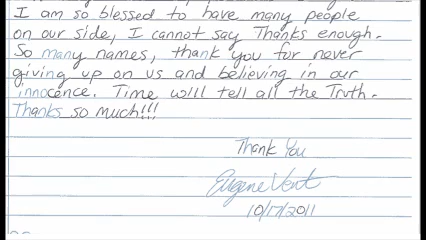 I am so blessed to have many people
on our side, I cannot say Thanks enough.
So many names, thank you for never
giving up on us and believing in our
innocence. Time will tell all the Truth.
Thanks so much!!!
Thank You
Eugene Vent
10/17/2011